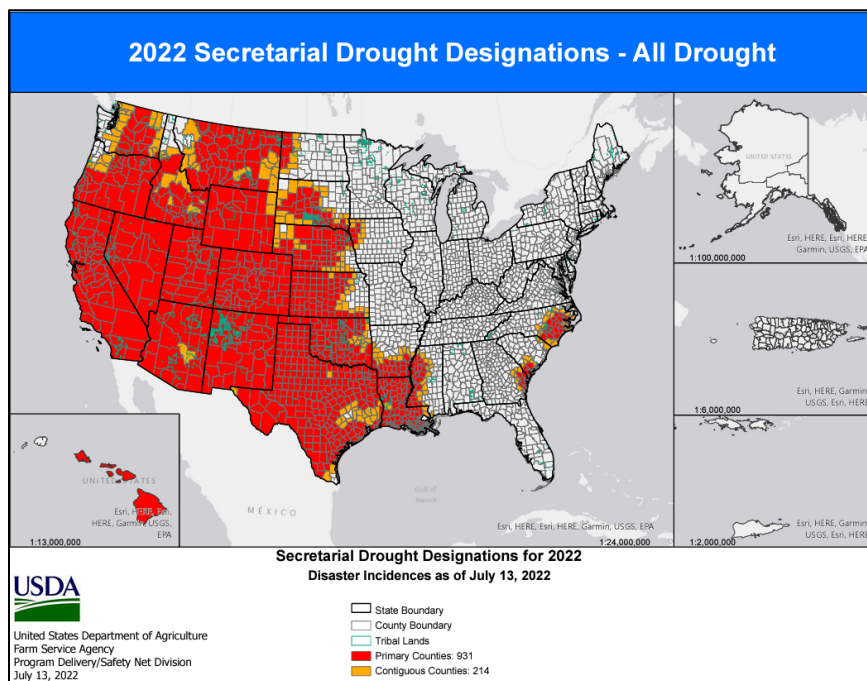 2022 Secretarial Drought Designations - All Drought
UNITED STATES
Esri, HERE, Esri, HERE,
Garmin, USGS, EPA
1:100,000,000
Esri, HERE, Garmin,
USGS, Esri, HERE
1:6,000,000
Esri, HERE, Garmin,
USGS, Esri, HERE
1:2,000,000
UNITED STATES
Esri, HERE, Esri,
HERE, Garmin, USGS,
EPA
1:13,000,000
MÉXICO
Gulf of
Mexico
Esri, HERE, Esri, HERE, Garmin, USGS, EPA
1:24,000,000
Secretarial Drought Designations for 2022
Disaster Incidences as of July 13, 2022
USDA
United States Department of Agriculture
Farm Service Agency
Program Delivery/Safety Net Division
July 13, 2022
State Boundary
County Boundary
Tribal Lands
Primary Counties: 931
Contiguous Counties: 214